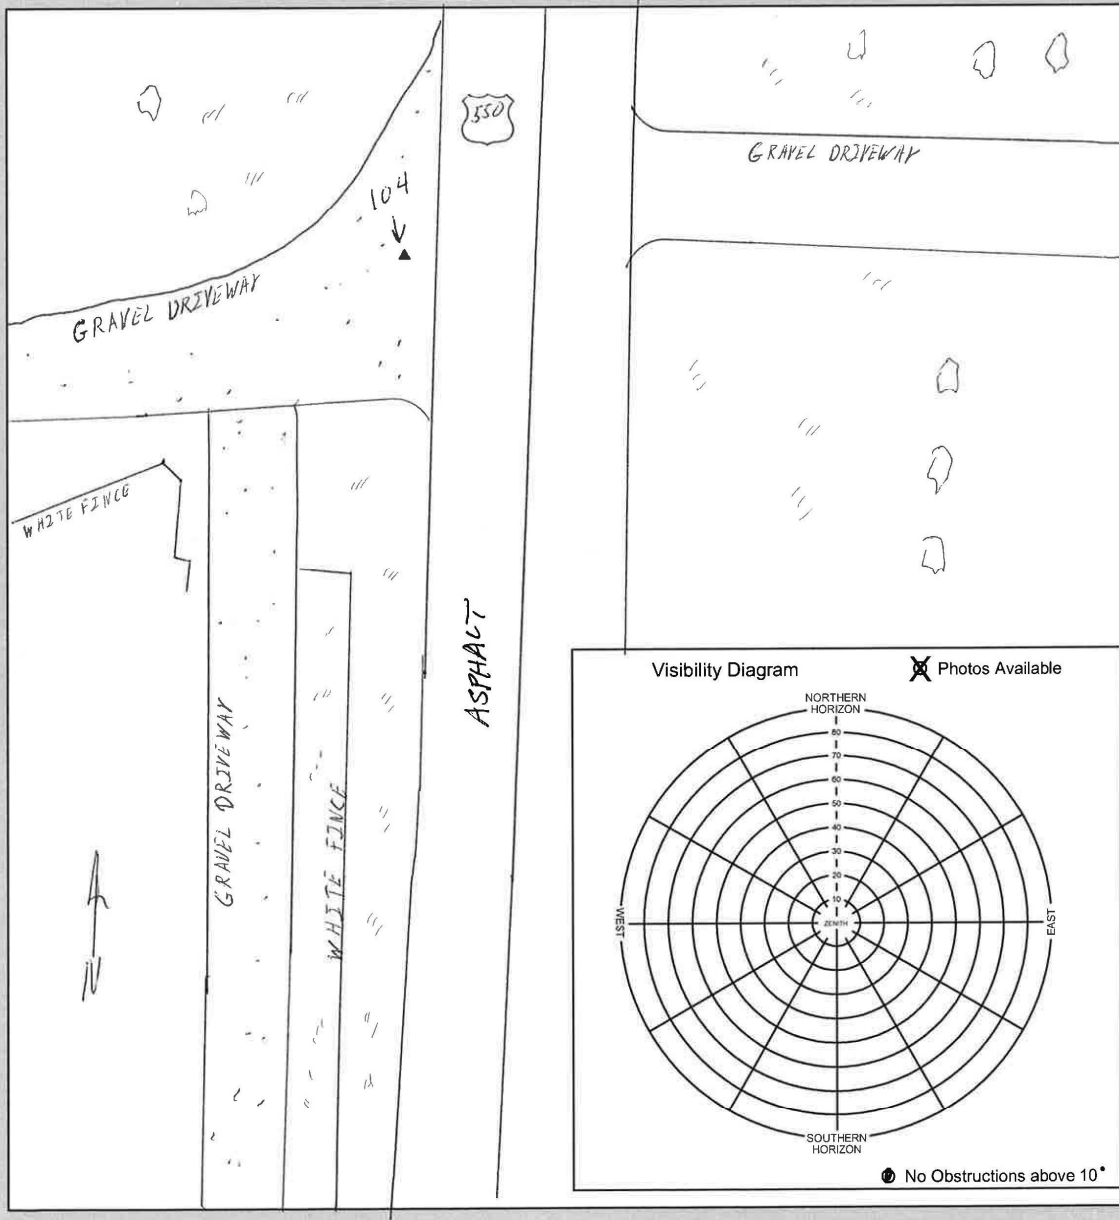 550
GRAVEL DRIVEWAY
104
GRAVEL DRIVEWAY
WHITE FINCE
ASPHALT
GRAVEL DRIVEWAY
WHITE FINCE
N
Visibility Diagram
Photos Available
NORTHERN
HORIZON
80
70
60
50
40
30
20
10
ZENITH
WEST
EAST
SOUTHERN
HORIZON
No Obstructions above 10°